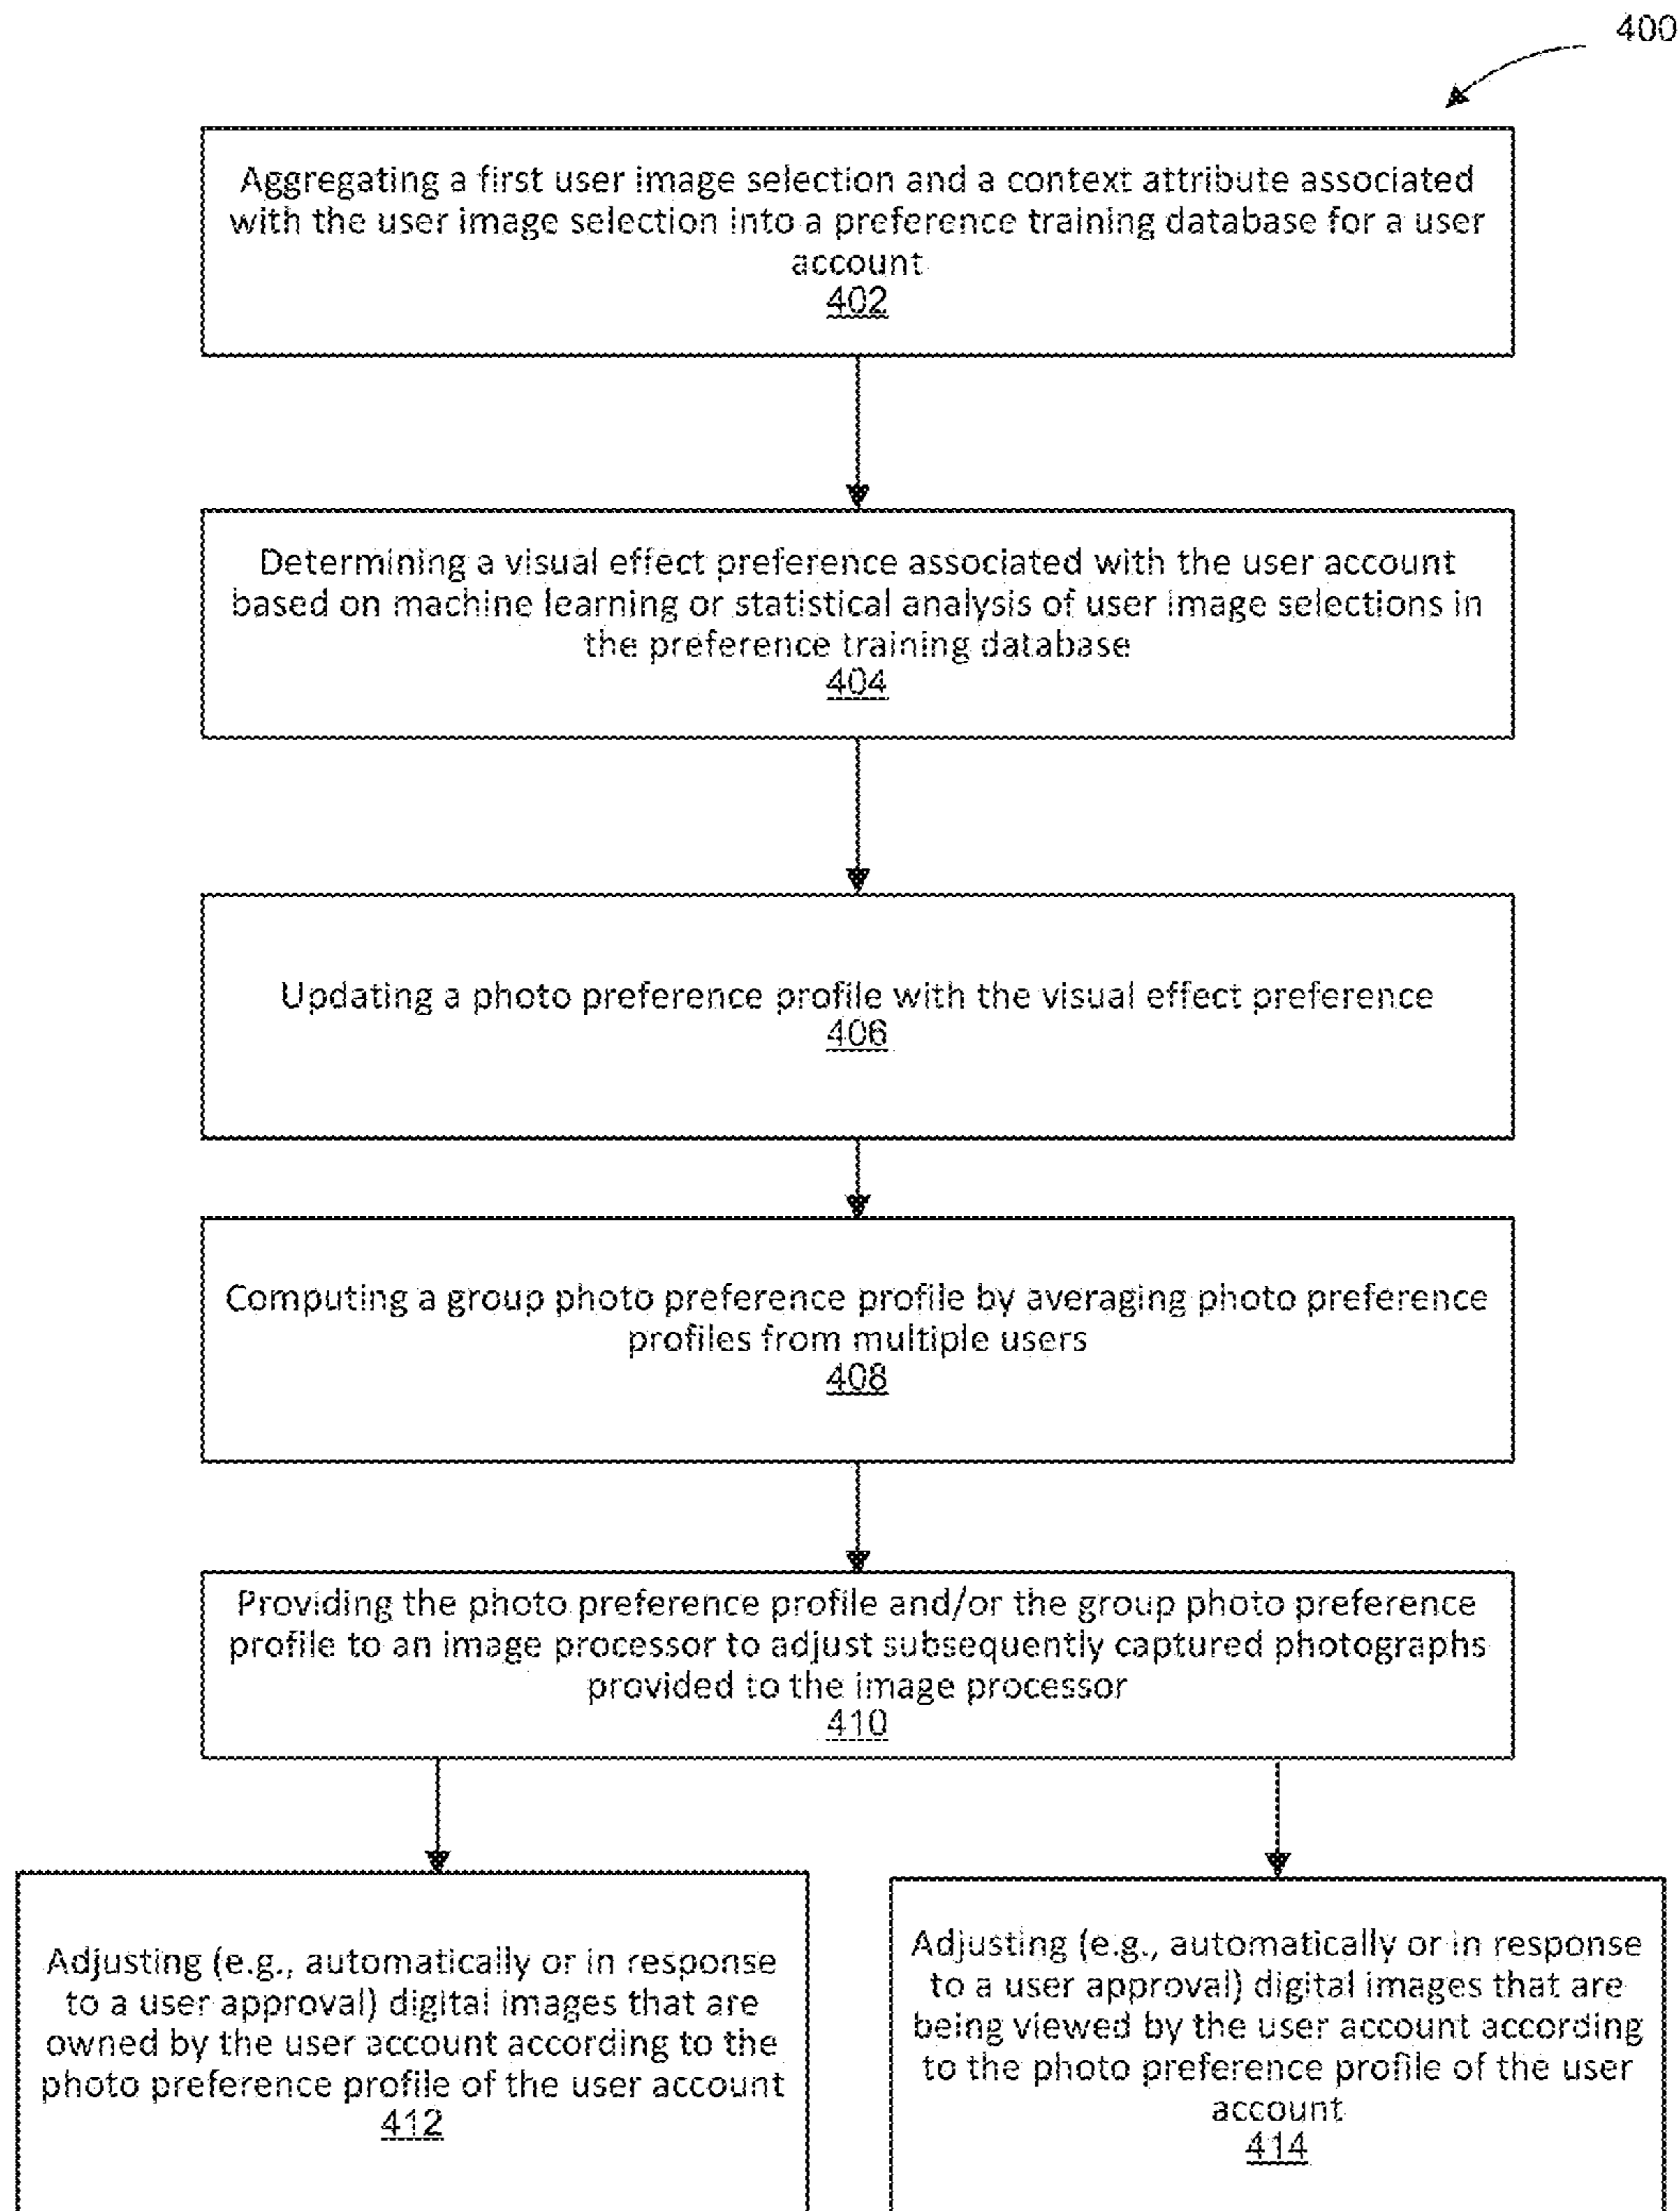 400
Aggregating a first user image selection and a context attribute associated
with the user image selection into a preference training database for a user
account
402
Determining a visual effect preference associated with the user account
based on machine learning or statistical analysis of user image selections in
the preference training database
404
Updating a photo preference profile with the visual effect preference
406
Computing a group photo preference profile by averaging photo preference
profiles from multiple users
408
Providing the photo preference profile and/or the group photo preference
profile to an image processor to adjust subsequently captured photographs
provided to the image processor
410
Adjusting (e.g., automatically or in response
to a user approval) digital images that are
owned by the user account according to the
photo preference profile of the user account
412
Adjusting (e.g., automatically or in response
to a user approval) digital images that are
being viewed by the user account according
to the photo preference profile of the user
account
414